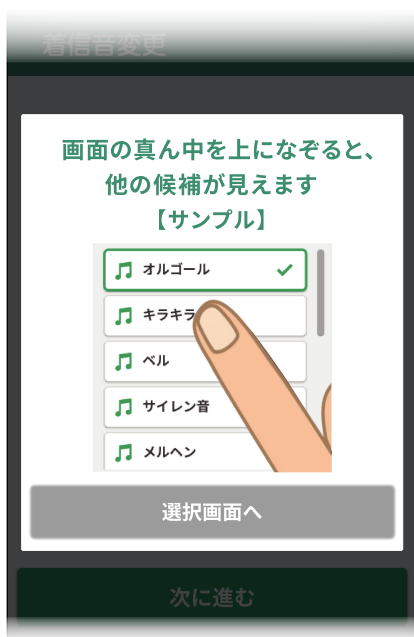 着信音変更
画面の真ん中を上になぞると、
他の候補が見えます
【サンプル】
オルゴール
キラキラ
ベル
サイレン音
メルヘン
選択画面へ
次に進む